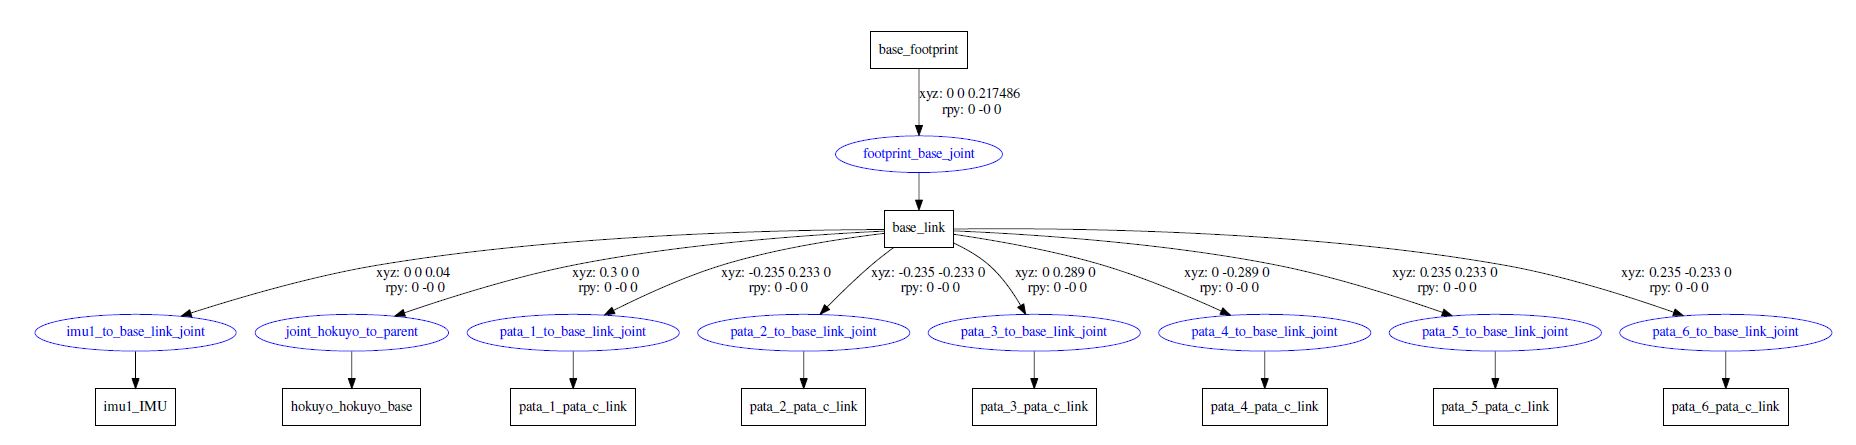 base_footprint
xyz: 0 0 0.217486
rpy: 0 -0 0
footprint_base_joint
base_link
xyz: 0 0 0.04
rpy: 0 -0 0
xyz: 0.3 0 0
rpy: 0 -0 0
xyz: -0.235 0.233 0
rpy: 0 -0 0
xyz: -0.235 -0.233 0
rpy: 0 -0 0
xyz: 0 0.289 0
rpy: 0 -0 0
xyz: 0 -0.289 0
rpy: 0 -0 0
xyz: 0.235 0.233 0
rpy: 0 -0 0
xyz: 0.235 -0.233 0
rpy: 0 -0 0
imu1_to_base_link_joint
joint_hokuyo_to_parent
pata_1_to_base_link_joint
pata_2_to_base_link_joint
pata_3_to_base_link_joint
pata_4_to_base_link_joint
pata_5_to_base_link_joint
pata_6_to_base_link_joint
imu1_IMU
hokuyo_hokuyo_base
pata_1_pata_c_link
pata_2_pata_c_link
pata_3_pata_c_link
pata_4_pata_c_link
pata_5_pata_c_link
pata_6_pata_c_link